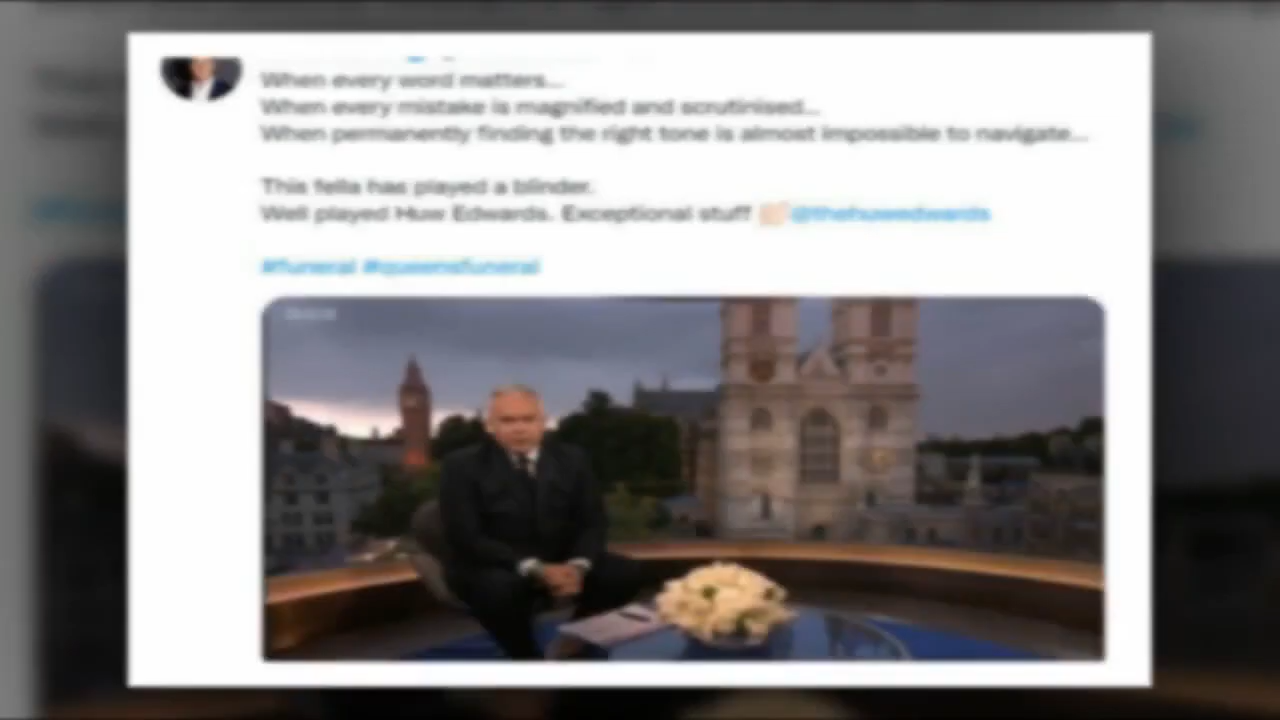 When every word matters...
When every mistake is magnified and scrutinised...
When permanently finding the right tone is almost impossible to navigate...
This fella has played a blinder.
Well played Huw Edwards. Exceptional stuff 👏🏻@thehuwedwards
#funeral #queensfuneral